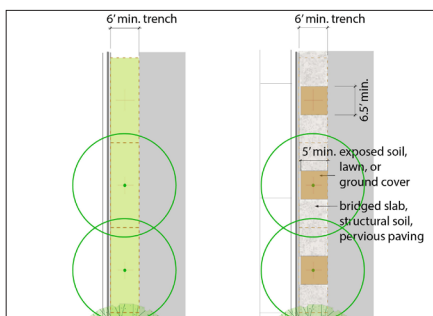 6' min. trench
6' min. trench
6.5' min.
5' min.
exposed soil,
lawn, or
ground cover
bridged slab,
structural soil,
pervious paving